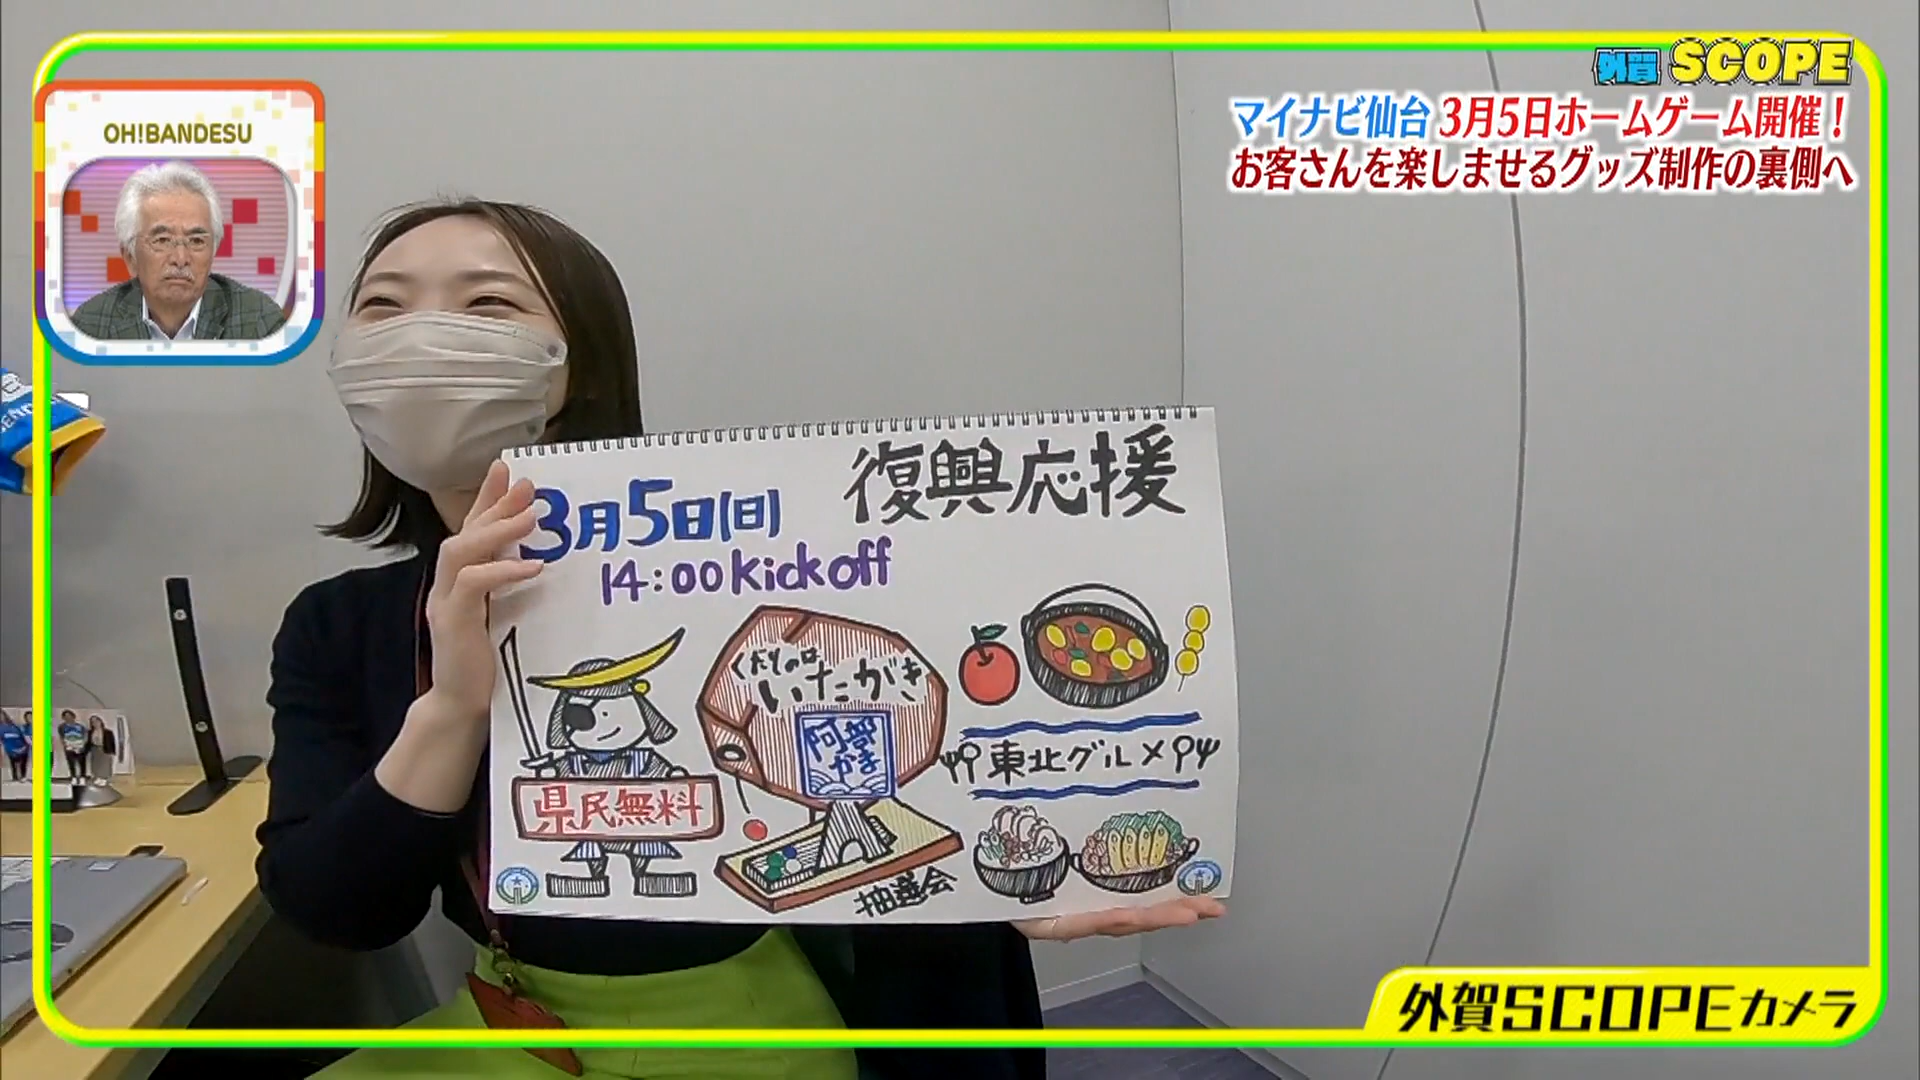 外賀 SCOPE
マイナビ仙台 3月5日ホームゲーム開催！
お客さんを楽しませるグッズ制作の裏側へ
OH!BANDESU
3月5日(日)
復興応援
14:00 kick off
くだものは
いたがき
阿部
かま
県民無料
東北グルメ
抽選会
外賀SCOPEカメラ